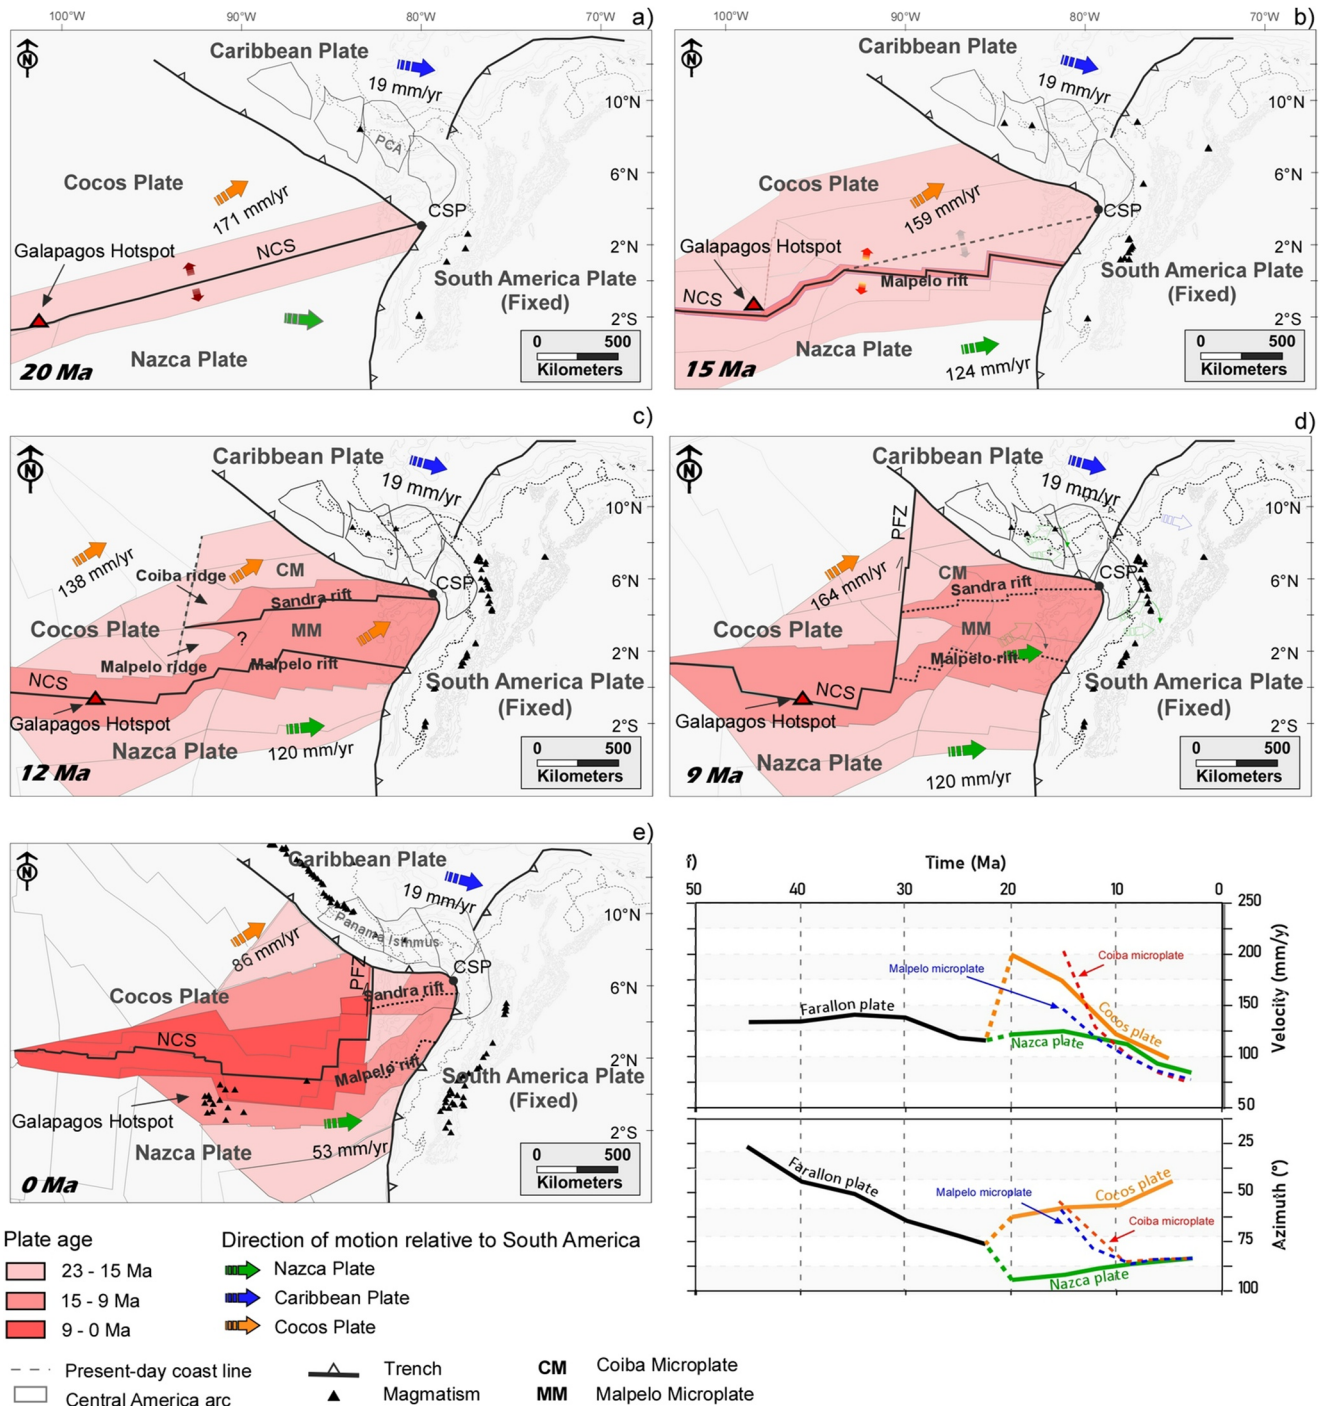 100°W 90°W 80°W 70°W
a)
N
Caribbean Plate
19 mm/yr
10°N
PCA
Cocos Plate
171 mm/yr
6°N
CSP
NCS
Galapagos Hotspot
2°N
South America Plate
(Fixed)
2°S
Nazca Plate
0 500
Kilometers
20 Ma
100°W 90°W 80°W 70°W
b)
N
Caribbean Plate
19 mm/yr
10°N
Cocos Plate
159 mm/yr
6°N
CSP
Galapagos Hotspot
2°N
South America Plate
(Fixed)
Malpelo rift
NCS
2°S
Nazca Plate
124 mm/yr
0 500
Kilometers
15 Ma
c)
N
Caribbean Plate
19 mm/yr
10°N
138 mm/yr
Coiba ridge
CM
CSP
6°N
Sandra rift
Cocos Plate
?
MM
Malpelo ridge
Malpelo rift
2°N
NCS
South America Plate
(Fixed)
Galapagos Hotspot
2°S
Nazca Plate
120 mm/yr
0 500
Kilometers
12 Ma
d)
N
Caribbean Plate
19 mm/yr
10°N
PFZ
164 mm/yr
CM
CSP
6°N
Sandra rift
Cocos Plate
MM
Malpelo rift
2°N
NCS
South America Plate
(Fixed)
Galapagos Hotspot
2°S
Nazca Plate
120 mm/yr
0 500
Kilometers
9 Ma
e)
N
Caribbean Plate
19 mm/yr
10°N
Panama Isthmus
86 mm/yr
PFZ
CSP
6°N
Cocos Plate
Sandra rift
NCS
2°N
Malpelo rift
South America Plate
(Fixed)
Galapagos Hotspot
Nazca Plate
2°S
53 mm/yr
0 500
Kilometers
0 Ma
f)
Time (Ma)
50 40 30 20 10 0
250
200
150
100
50
Velocity (mm/y)
Coiba microplate
Malpelo microplate
Farallon plate
Cocos plate
Nazca plate
25
50
75
100
Azimuth (°)
Farallon plate
Malpelo microplate
Cocos plate
Coiba microplate
Nazca plate
Plate age
23 - 15 Ma
15 - 9 Ma
9 - 0 Ma
Direction of motion relative to South America
Nazca Plate
Caribbean Plate
Cocos Plate
Present-day coast line
Central America arc
Trench
Magmatism
CM Coiba Microplate
MM Malpelo Microplate